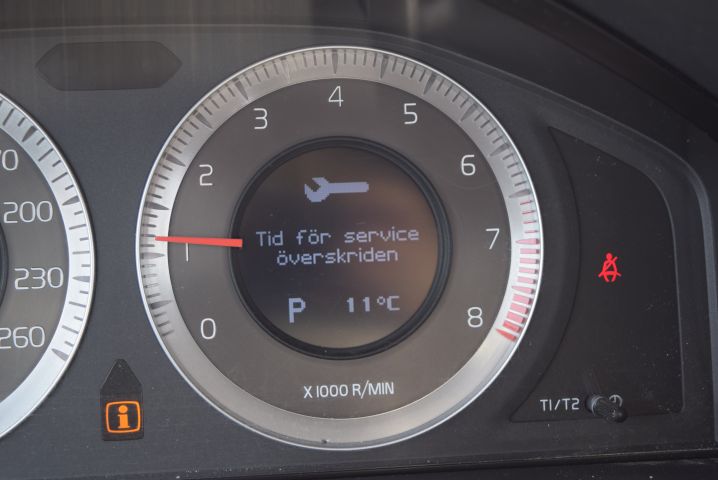 4
3
5
2
6
70
200
Tid för service
7
1
överskriden
230
P 11°C
0
8
260
X 1000 R/MIN
T1/T2
i